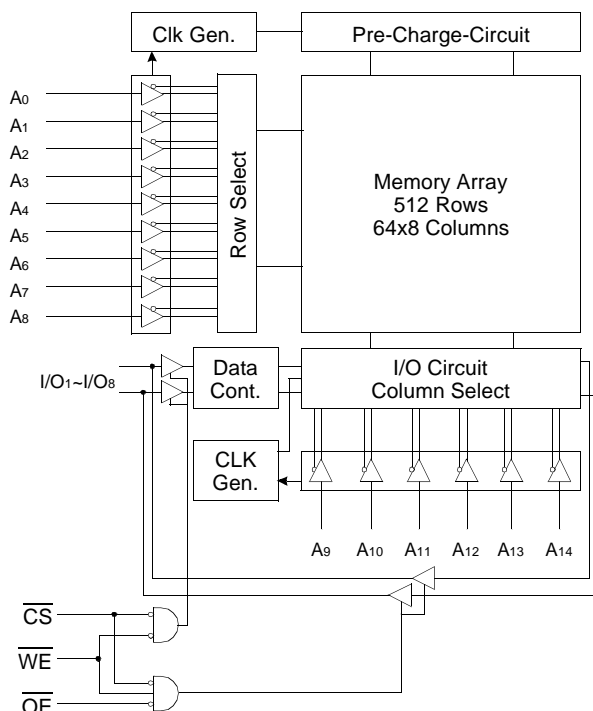 Clk Gen.
Pre-Charge-Circuit
A0
A1
A2
A3
A4
A5
A6
A7
A8
Row Select
Memory Array
512 Rows
64x8 Columns
I/O1~I/O8
Data
Cont.
I/O Circuit
Column Select
CLK
Gen.
A9 A10 A11 A12 A13 A14
CS
WE
OE